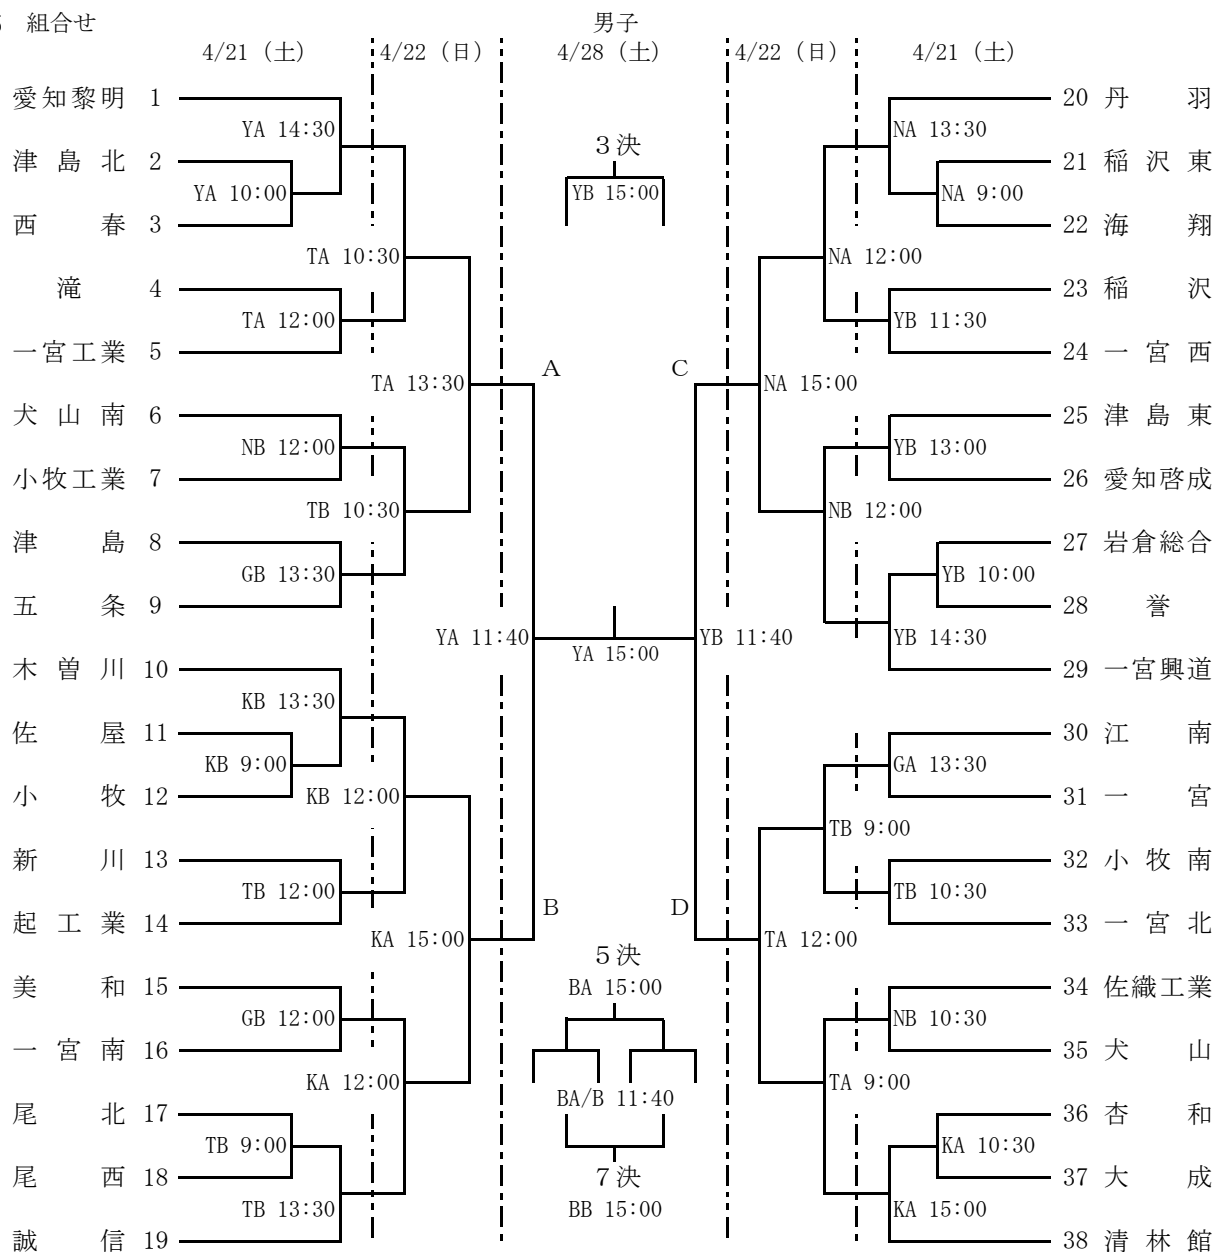 組合せ
男子
4/21 (土)
4/22 (日)
4/28 (土)
4/22 (日)
4/21 (土)
愛知黎明 1
津島北 2
西春 3
滝 4
一宮工業 5
犬山南 6
小牧工業 7
津島 8
五条 9
木曽川 10
佐屋 11
小牧 12
新川 13
起工業 14
美和 15
一宮南 16
尾北 17
尾西 18
誠信 19
YA 14:30
YA 10:00
TA 10:30
TA 12:00
TA 13:30
NB 12:00
TB 10:30
GB 13:30
YA 11:40
KB 13:30
KB 9:00
KB 12:00
TB 12:00
KA 15:00
GB 12:00
KA 12:00
TB 9:00
TB 13:30
A
B
3決
YB 15:00
YA 15:00
5決
BA 15:00
BA/B 11:40
7決
BB 15:00
C
D
NA 13:30
NA 9:00
NA 12:00
YB 11:30
NA 15:00
YB 13:00
NB 12:00
YB 10:00
YB 14:30
YB 11:40
GA 13:30
TB 9:00
TB 10:30
TA 12:00
NB 10:30
TA 9:00
KA 10:30
KA 15:00
20 丹羽
21 稲沢東
22 海翔
23 稲沢
24 一宮西
25 津島東
26 愛知啓成
27 岩倉総合
28 誉
29 一宮興道
30 江南
31 一宮
32 小牧南
33 一宮北
34 佐織工業
35 犬山
36 杏和
37 大成
38 清林館